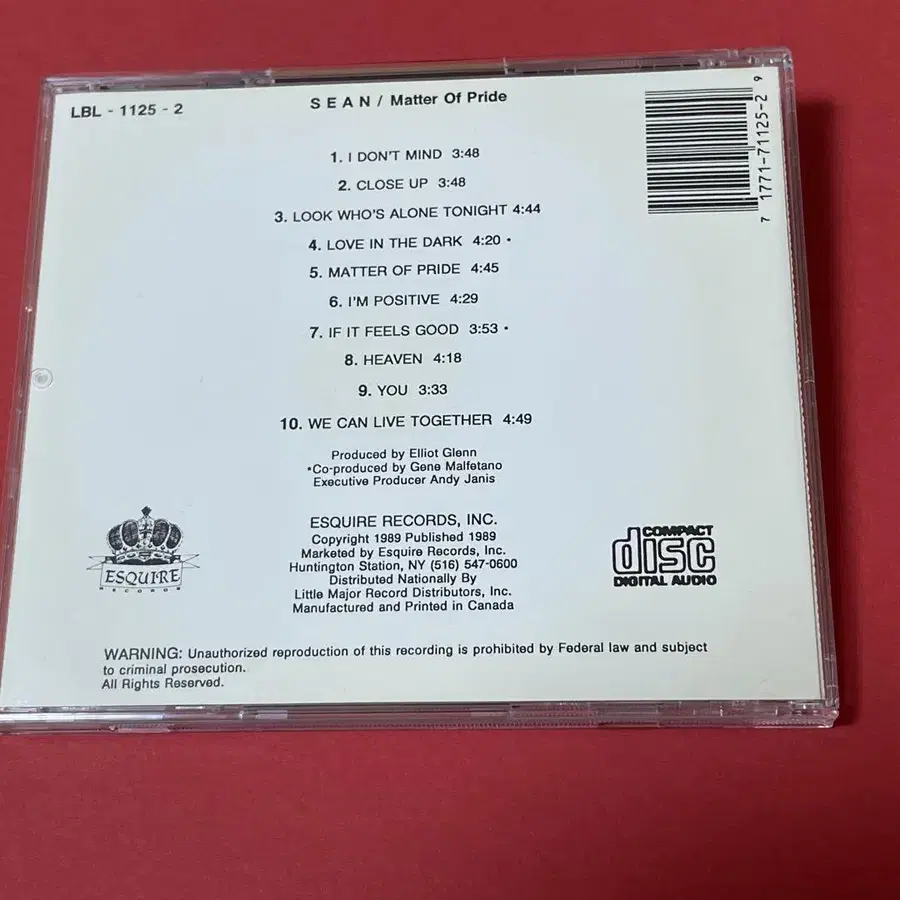 LBL - 1125 - 2
SEAN / Matter Of Pride
7 17771-71125-2 9
1. I DON'T MIND 3:48
2. CLOSE UP 3:48
3. LOOK WHO'S ALONE TONIGHT 4:44
4. LOVE IN THE DARK 4:20 •
5. MATTER OF PRIDE 4:45
6. I'M POSITIVE 4:29
7. IF IT FEELS GOOD 3:53 •
8. HEAVEN 4:18
9. YOU 3:33
10. WE CAN LIVE TOGETHER 4:49
Produced by Elliot Glenn
•Co-produced by Gene Malfetano
Executive Producer Andy Janis
ESQUIRE RECORDS, INC.
Copyright 1989 Published 1989
Marketed by Esquire Records, Inc.
Huntington Station, NY (516) 547-0600
Distributed Nationally By
Little Major Record Distributors, Inc.
Manufactured and Printed in Canada
ESQUIRE
RECORDS
COMPACT
disc
DIGITAL AUDIO
WARNING: Unauthorized reproduction of this recording is prohibited by Federal law and subject
to criminal prosecution.
All Rights Reserved.